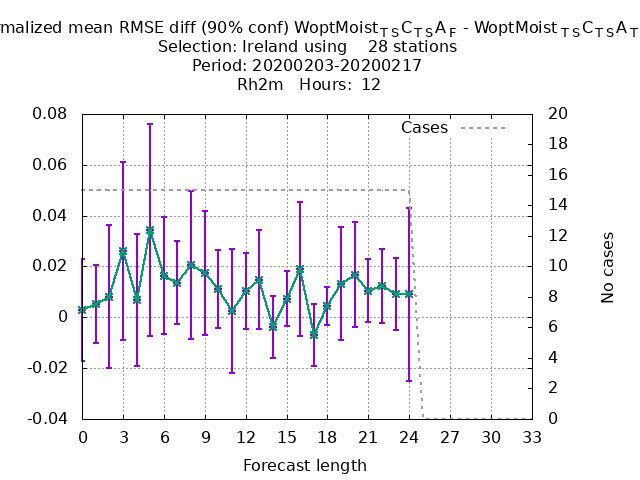 rmalized mean RMSE diff (90% conf) WoptMoistTSCTSAF - WoptMoistTSCTSAT
Selection: Ireland using    28 stations
Period: 20200203-20200217
Rh2m   Hours:  12
0.08
0.06
0.04
0.02
0
-0.02
-0.04
Cases
20
18
16
14
12
10
8
6
4
2
0
No cases
0 3 6 9 12 15 18 21 24 27 30 33
Forecast length